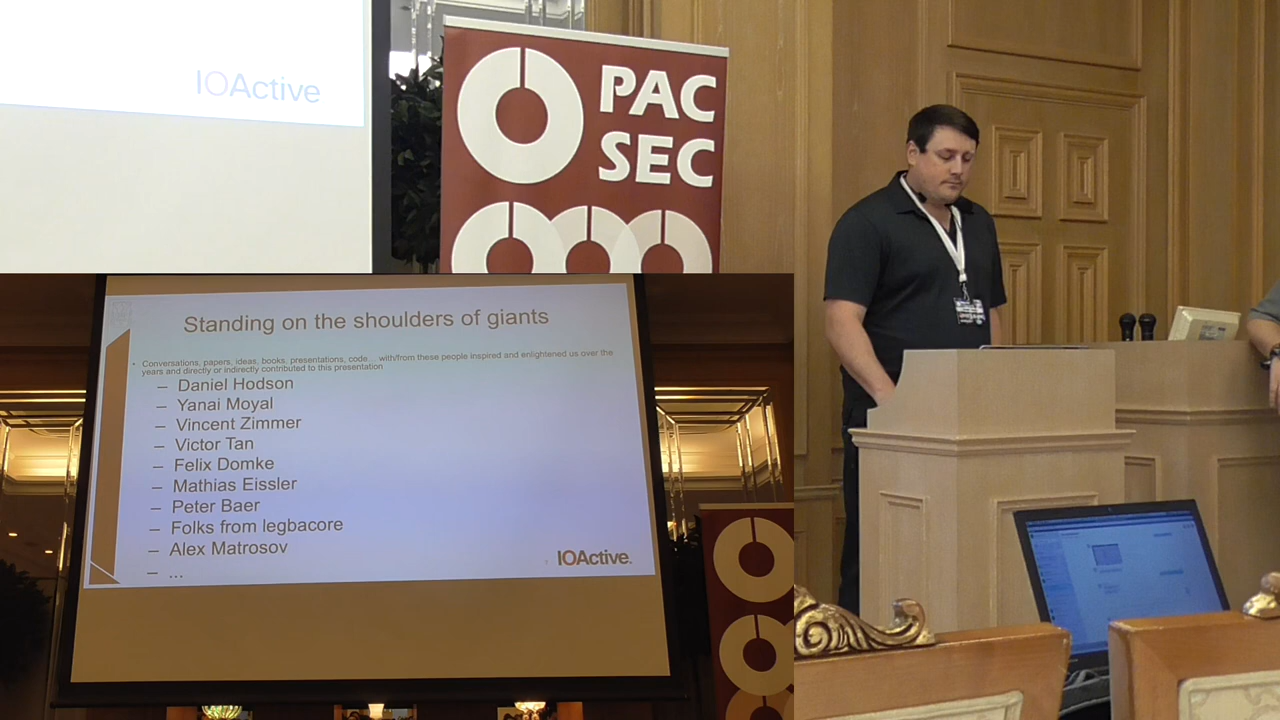 IOActive
PAC
SEC
Standing on the shoulders of giants
• Conversations, papers, ideas, books, presentations, code.... with/from these people inspired and enlightened us over the
years and directly or indirectly contributed to this presentation
– Daniel Hodson
– Yanai Moyal
– Vincent Zimmer
– Victor Tan
– Felix Domke
– Mathias Eissler
– Peter Baer
– Folks from legbacore
– Alex Matrosov
– ...
IOActive.